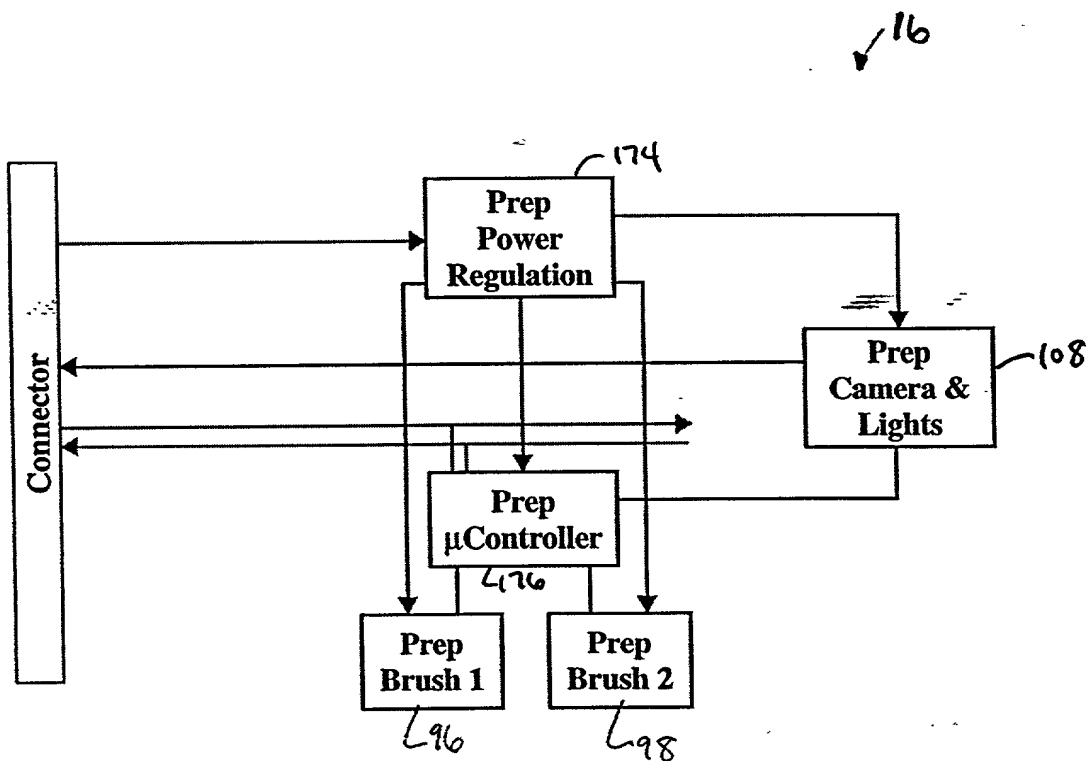 16
174
Prep
Power
Regulation
Connector
Prep
Camera &
Lights
108
Prep
μController
176
Prep
Brush 1
Prep
Brush 2
96
98